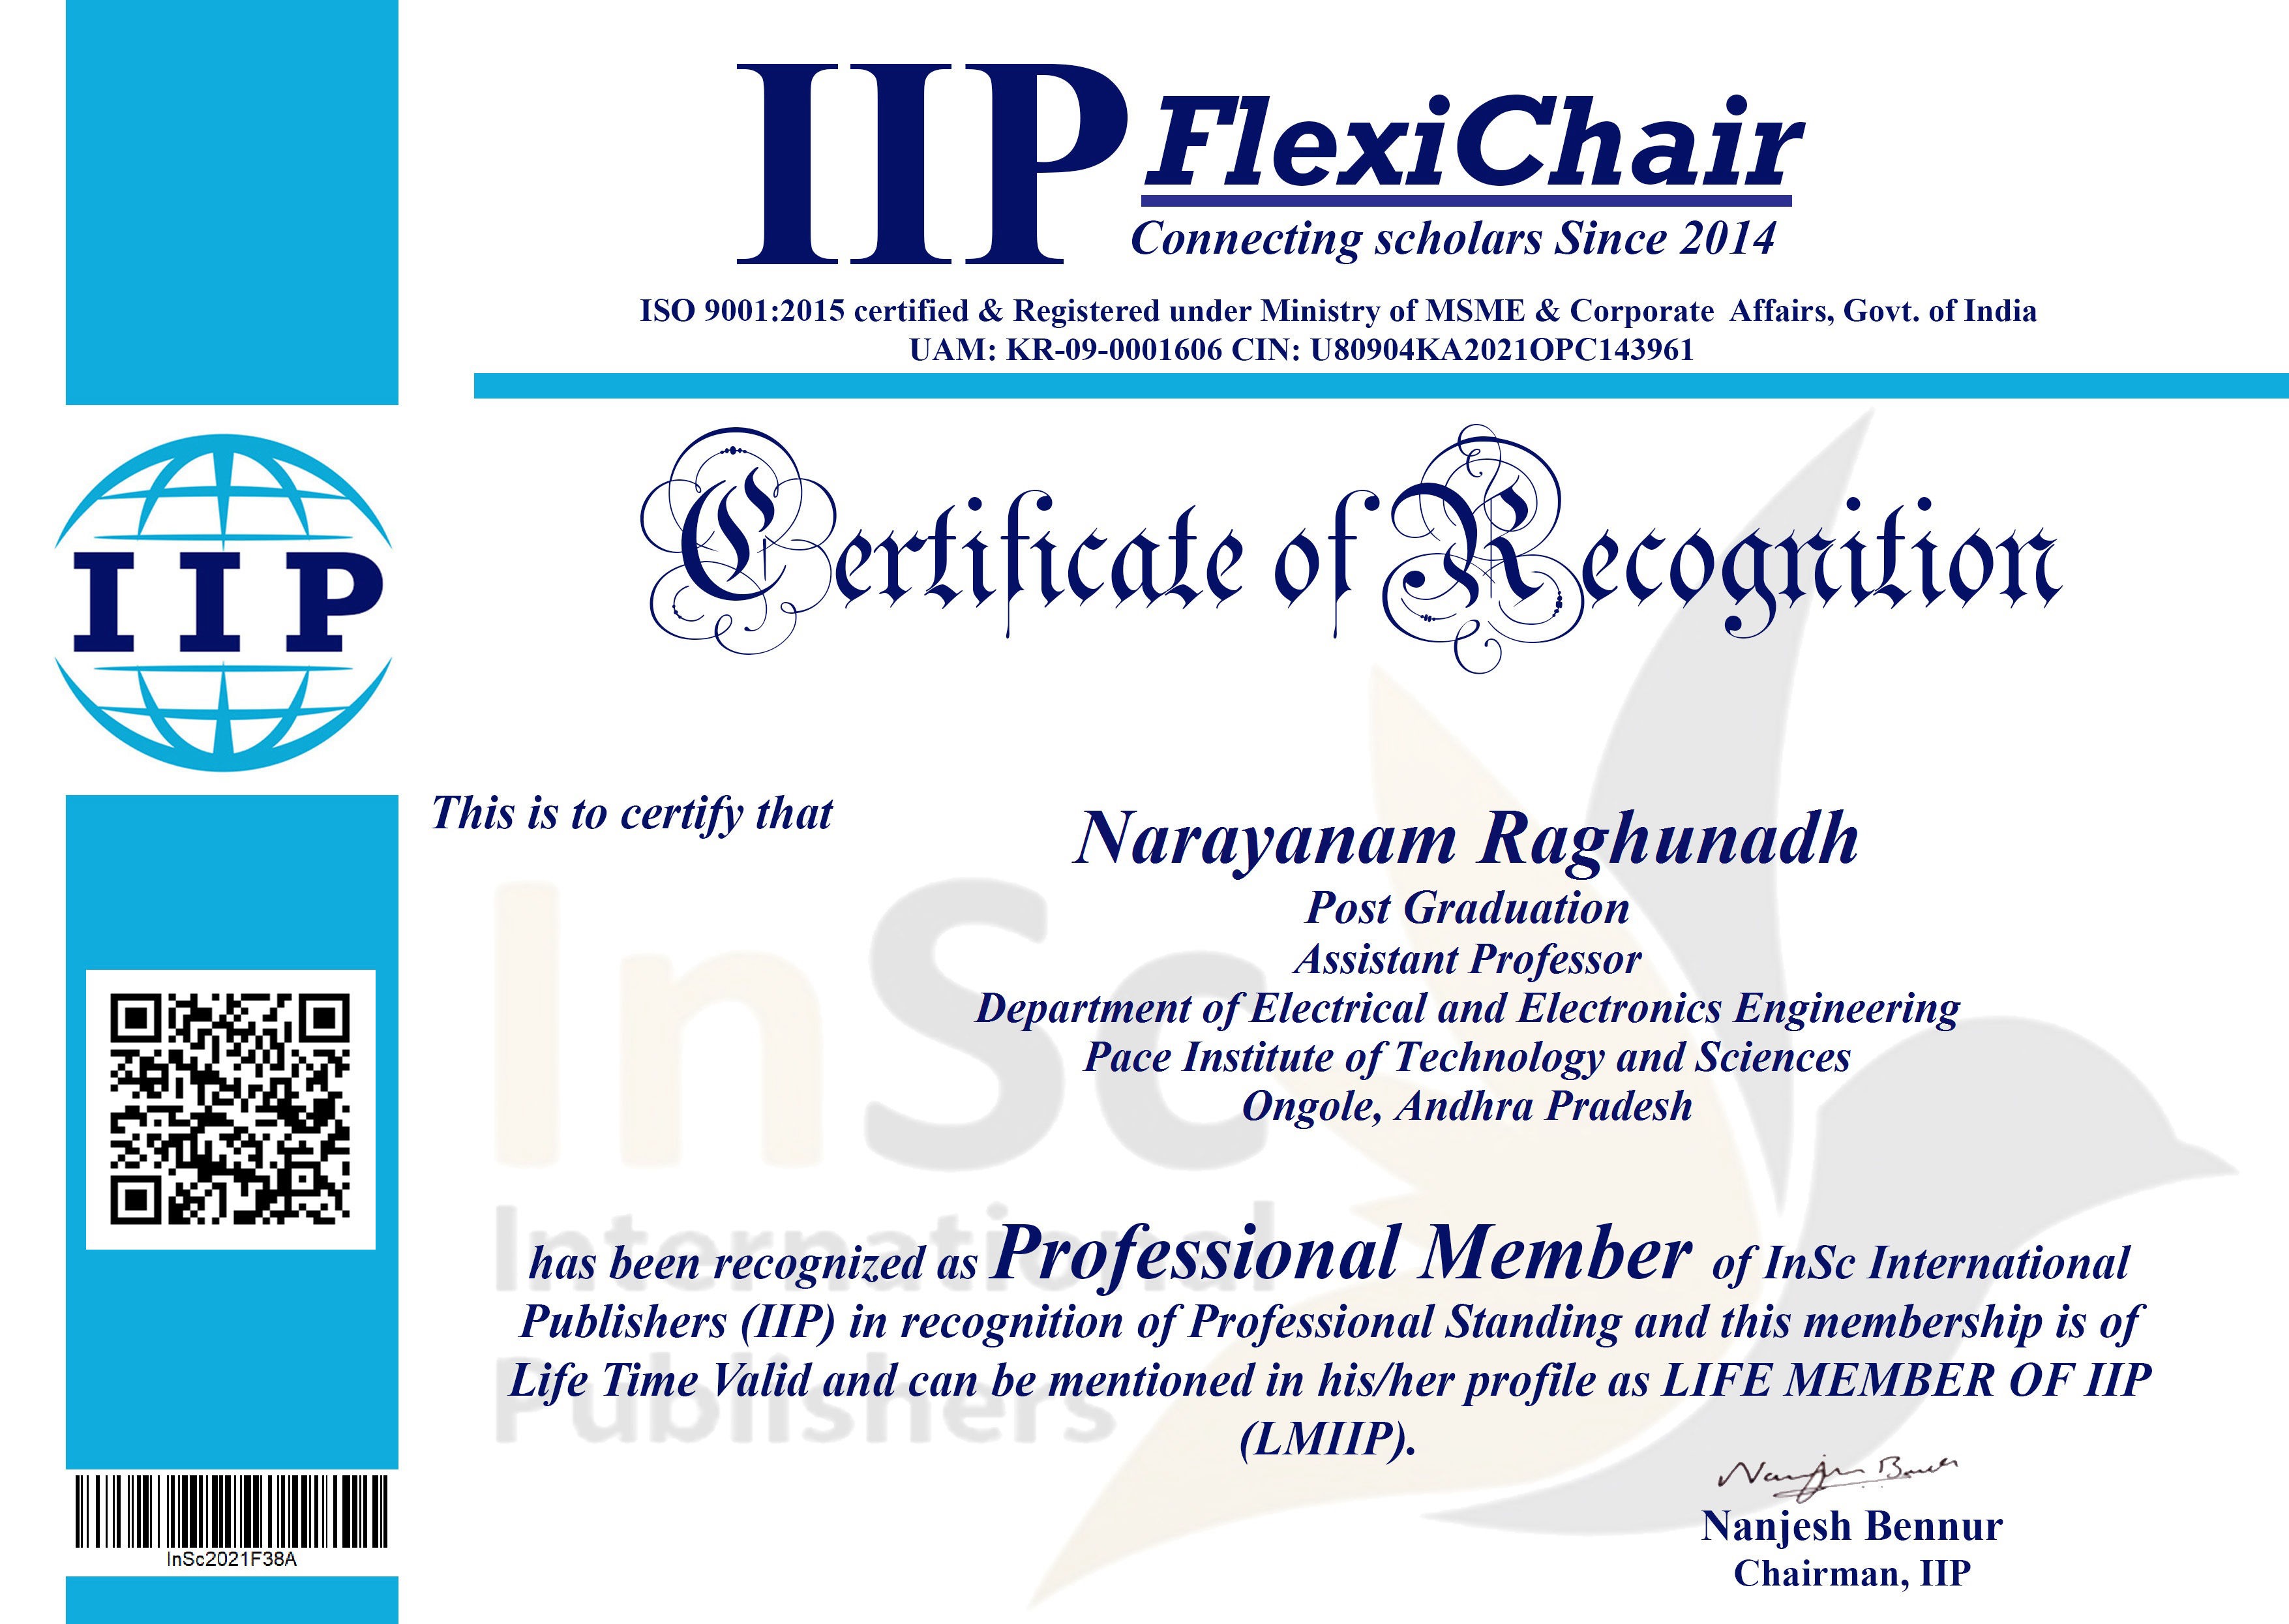 IIP FlexiChair
Connecting scholars Since 2014
ISO 9001:2015 certified & Registered under Ministry of MSME & Corporate Affairs, Govt. of India
UAM: KR-09-0001606 CIN: U80904KA2021OPC143961
IIP
Certificate of Recognition
This is to certify that
Narayanam Raghunadh
Post Graduation
Assistant Professor
Department of Electrical and Electronics Engineering
Pace Institute of Technology and Sciences
Ongole, Andhra Pradesh
InSc
International
Publishers
has been recognized as Professional Member of InSc International
Publishers (IIP) in recognition of Professional Standing and this membership is of
Life Time Valid and can be mentioned in his/her profile as LIFE MEMBER OF IIP
(LMIIP).
Nanjesh Bennur
Chairman, IIP
InSc2021F38A